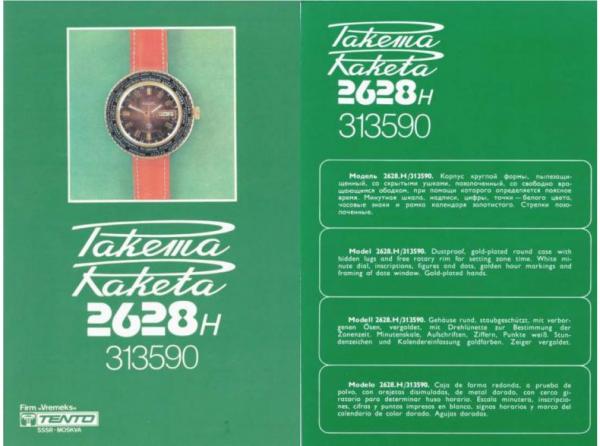 Ракета
Raketa
2628H
313590
Firm «Vremeks»
TENTO
SSSR - MOSKVA
Ракета
Raketa
2628H
313590
Модель 2628.H/313590. Корпус круглой формы, пылезащи-
щенный, со скрытыми ушками, позолоченный, со свободно вра-
щающимся ободком, при помощи которого определяется поясное
время. Минутная шкала, надписи, цифры, точки — белого цвета,
часовые знаки и рамка календаря золотистого. Стрелки позо-
лоченные.
Model 2628.H/313590. Dustproof, gold-plated round case with
hidden lugs and free rotary rim for setting zone time. White mi-
nute dial, inscriptions, figures and dots, golden hour markings and
framing of date window. Gold-plated hands.
Modell 2628.H/313590. Gehäuse rund, staubgeschützt, mit verbor-
genen Ösen, vergoldet, mit Drehlünette zur Bestimmung der
Zonenzeit. Minutenskale, Aufschriften, Ziffern, Punkte weiß. Stun-
denzeichen und Kalendereinfassung goldfarben. Zeiger vergoldet.
Modelo 2628.H/313590. Caja de forma redonda, a prueba de
polvo, con orejetas disimuladas, de metal dorado, con cerco gi-
ratorio para determinar huso horario. Escala minutera, inscripcio-
nes, cifras y puntos impresos en blanco, signos horarios y marco del
calendario de color dorado. Agujas doradas.